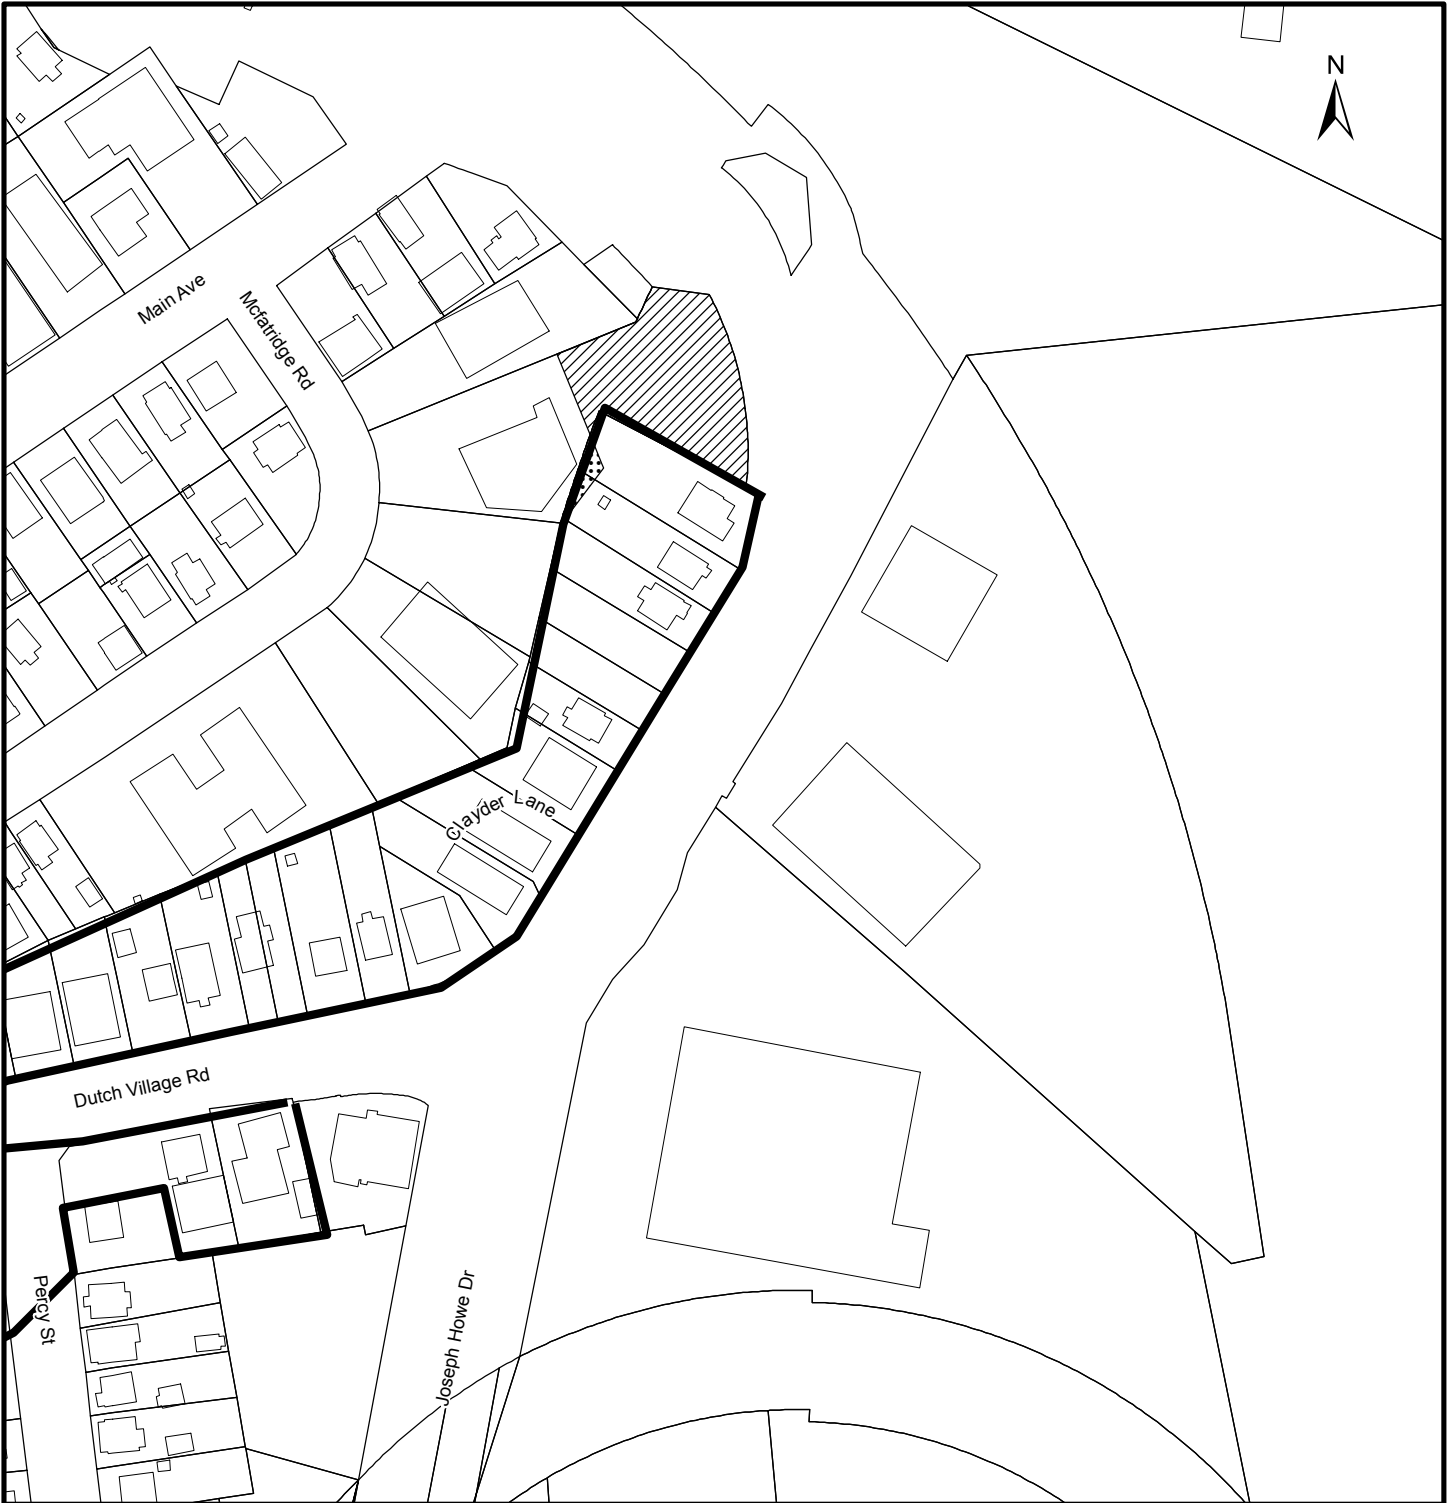 N
Main Ave
Mcfatridge Rd
Clayder Lane
Dutch Village Rd
Percy St
Joseph Howe Dr